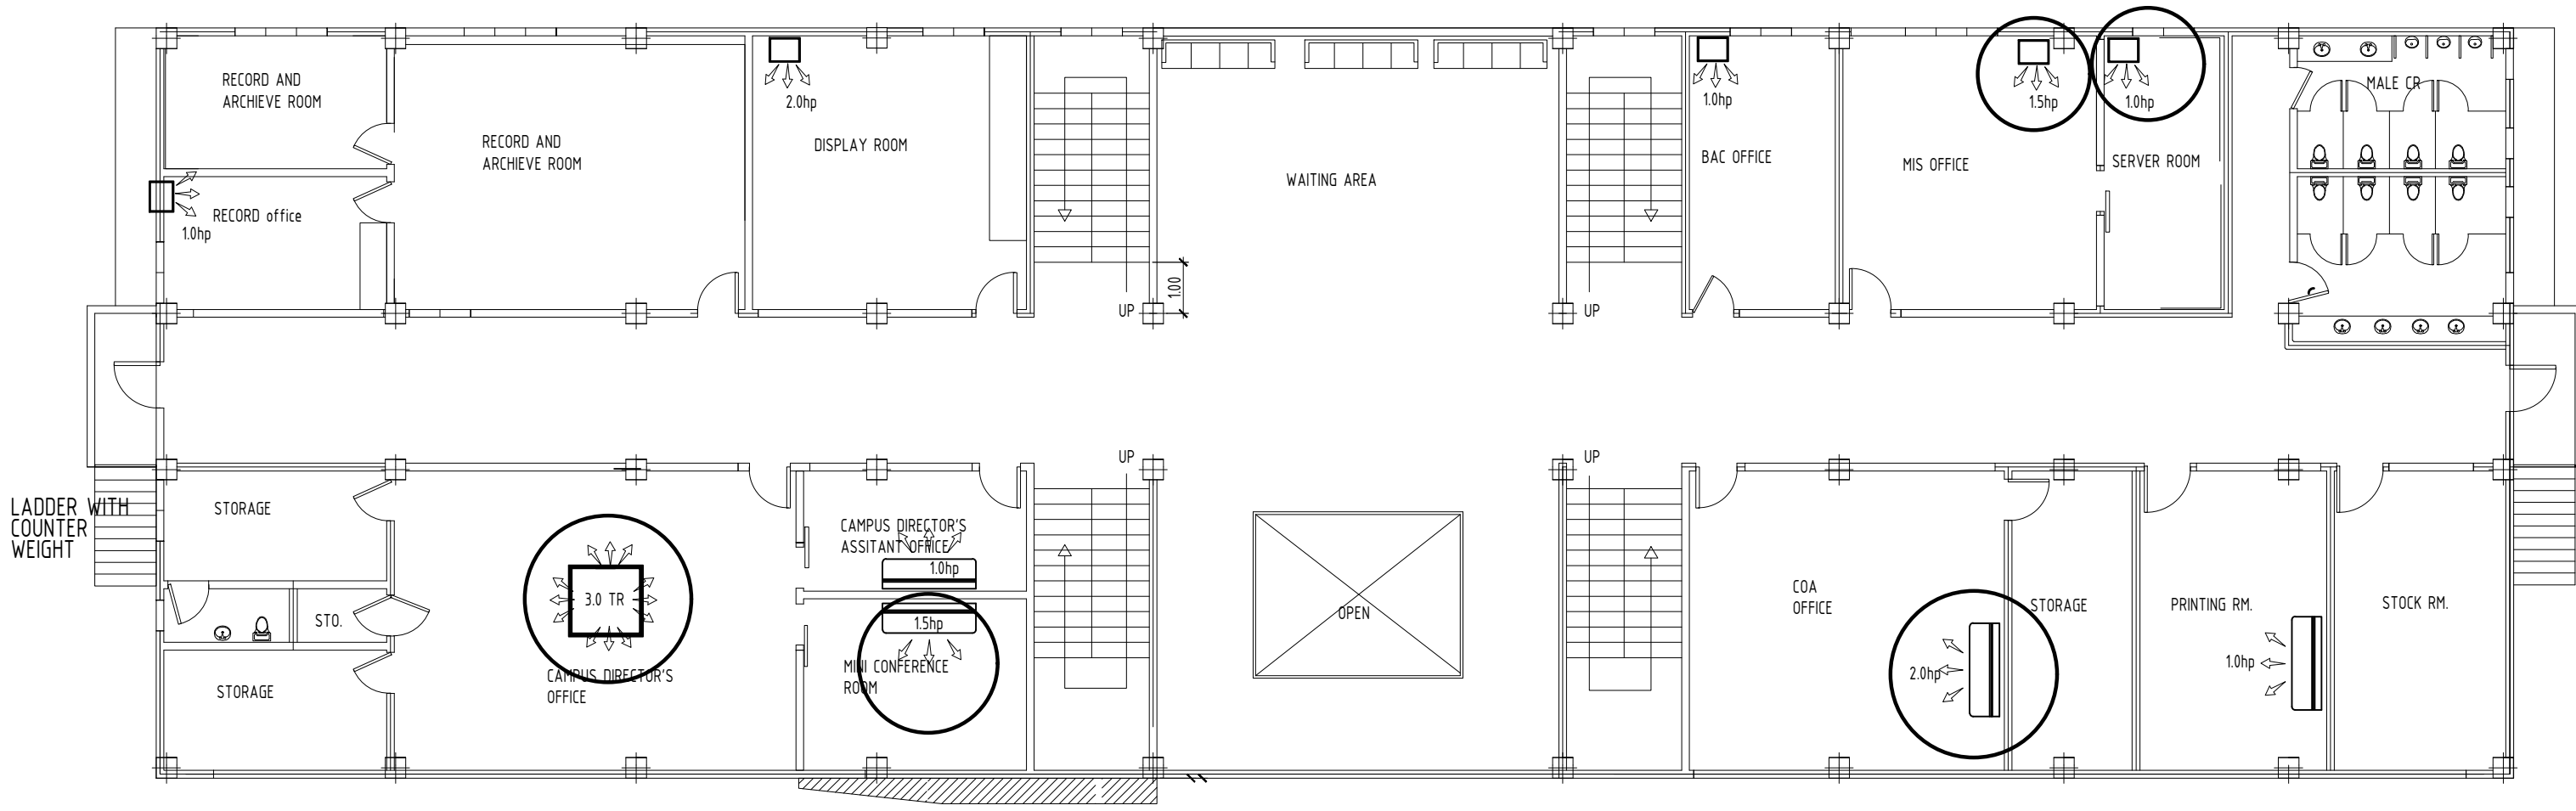 RECORD AND
ARCHIEVE ROOM
2.0hp
1.0hp
1.5hp
1.0hp
MALE CR
RECORD AND
ARCHIEVE ROOM
DISPLAY ROOM
WAITING AREA
BAC OFFICE
MIS OFFICE
SERVER ROOM
RECORD office
1.0hp
1.00
UP
UP
UP
UP
LADDER WITH
COUNTER
WEIGHT
STORAGE
CAMPUS DIRECTOR'S
ASSITANT OFFICE
1.0hp
3.0 TR
STO.
1.5hp
OPEN
COA
OFFICE
STORAGE
PRINTING RM.
STOCK RM.
STORAGE
CAMPUS DIRECTOR'S
OFFICE
MINI CONFERENCE
ROOM
2.0hp
1.0hp